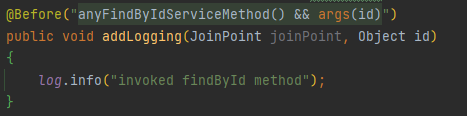 @Before("anyFindByIdServiceMethod() && args(id)")
public void addLogging(JoinPoint joinPoint, Object id)
{
log.info("invoked findById method");
}